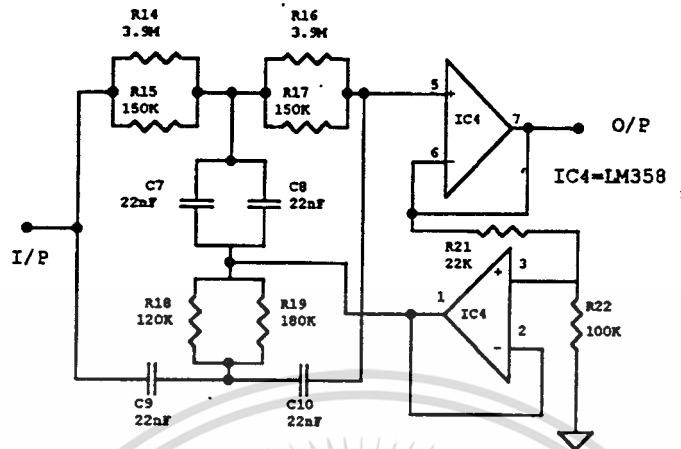 R14
3.9M
R16
3.9M
R15
150K
R17
150K
5
+
IC4
7
O/P
6
-
IC4=LM358
C7
22nF
C8
22nF
I/P
R21
22K
R18
120K
R19
180K
1
+
3
IC4
-
2
R22
100K
C9
22nF
C10
22nF